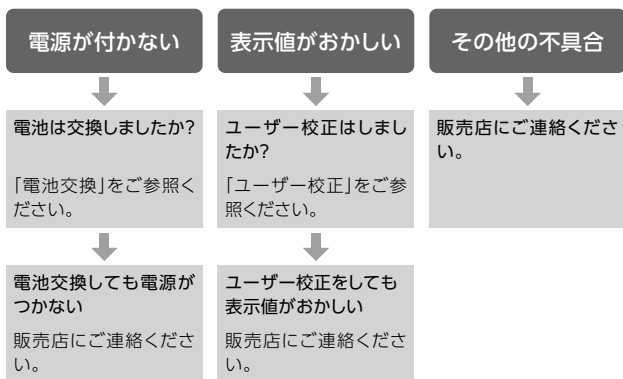 電源が付かない
電池は交換しましたか?
「電池交換」をご参照く
ださい。
電池交換しても電源が
つかない
販売店にご連絡くださ
い。
表示値がおかしい
ユーザー校正はしまし
たか?
「ユーザー校正」をご参
照ください。
ユーザー校正をしても
表示値がおかしい
販売店にご連絡くださ
い。
その他の不具合
販売店にご連絡くださ
い。